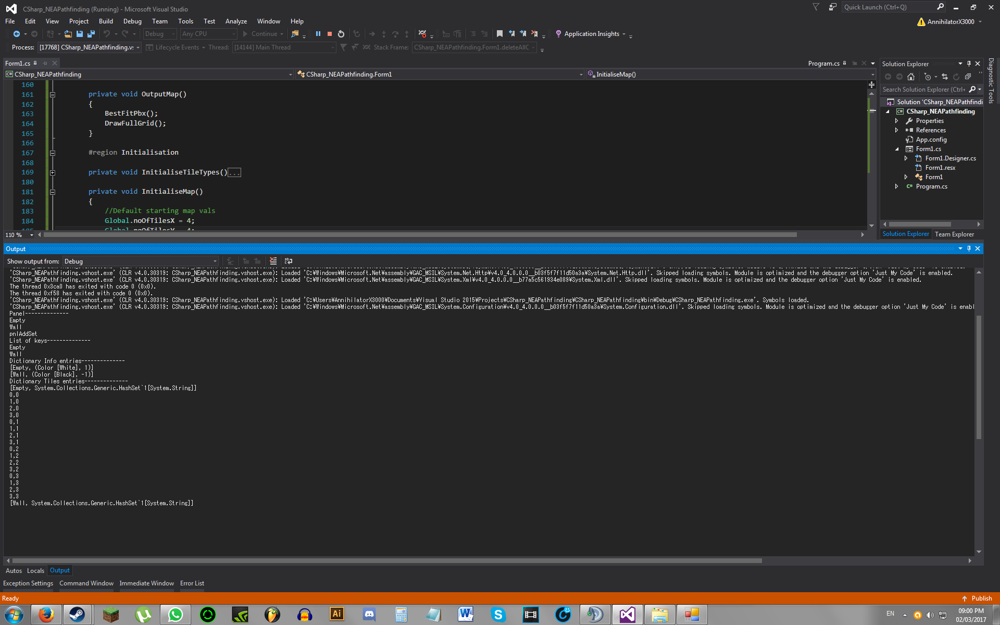 CSharp_NEAPathfinding (Running) - Microsoft Visual Studio
Quick Launch (Ctrl+Q)
File Edit View Project Build Debug Team Tools Test Analyze Window Help
AnnihilatorX3000
Debug Any CPU Continue Application Insights
Process: [17768] CSharp_NEAPathfinding.vs Lifecycle Events Thread: [14144] Main Thread Stack Frame: CSharp_NEAPathfinding.Form1.deleteAllC
Form1.cs
Program.cs
CSharp_NEAPathfinding
CSharp_NEAPathfinding.Form1
InitialiseMap()
160
161 private void OutputMap()
162 {
163 BestFitPbx();
164 DrawFullGrid();
165 }
166
167 #region Initialisation
168
169 private void InitialiseTileTypes()...
180
181 private void InitialiseMap()
182 {
183 //Default starting map vals
184 Global.noOfTilesX = 4;
185 Global.noOfTilesY = 4;
110 %
Solution Explorer
Search Solution Explorer (Ctrl+
Solution 'CSharp_NEAPathfindi
CSharp_NEAPathfinding
Properties
References
App.config
Form1.cs
Form1.Designer.cs
Form1.resx
Form1
Program.cs
Solution Explorer Team Explorer
Diagnostic Tools
Output
Show output from: Debug
'CSharp_NEAPathfinding.vshost.exe' (CLR v4.0.30319: CSharp_NEAPathfinding.vshost.exe): Loaded 'C:¥Windows¥Microsoft.Net¥assembly¥GAC_MSIL¥System.Net.Http¥v4.0_4.0.0.0__b03f5f7f11d50a3a¥System.Net.Http.dll'. Skipped loading symbols. Module is optimized and the debugger option 'Just My Code' is enabled.
'CSharp_NEAPathfinding.vshost.exe' (CLR v4.0.30319: CSharp_NEAPathfinding.vshost.exe): Loaded 'C:¥Windows¥Microsoft.Net¥assembly¥GAC_MSIL¥System.Xml¥v4.0_4.0.0.0__b77a5c561934e089¥System.Xml.dll'. Skipped loading symbols. Module is optimized and the debugger option 'Just My Code' is enabled.
The thread 0x3ca0 has exited with code 0 (0x0).
The thread 0xf58 has exited with code 0 (0x0).
'CSharp_NEAPathfinding.vshost.exe' (CLR v4.0.30319: CSharp_NEAPathfinding.vshost.exe): Loaded 'C:¥Users¥AnnihilatorX3000¥Documents¥Visual Studio 2015¥Projects¥CSharp_NEAPathfinding¥CSharp_NEAPathfinding¥bin¥Debug¥CSharp_NEAPathfinding.exe'. Symbols loaded.
'CSharp_NEAPathfinding.vshost.exe' (CLR v4.0.30319: CSharp_NEAPathfinding.vshost.exe): Loaded 'C:¥Windows¥Microsoft.Net¥assembly¥GAC_MSIL¥System.Configuration¥v4.0_4.0.0.0__b03f5f7f11d50a3a¥System.Configuration.dll'. Skipped loading symbols. Module is optimized and the debugger option 'Just My Code' is enabl
Panel--------------
Empty
Wall
pnlAddSet
List of keys--------------
Empty
Wall
Dictionary Info entries--------------
[Empty, (Color [White], 1)]
[Wall, (Color [Black], -1)]
Dictionary Tiles entries--------------
[Empty, System.Collections.Generic.HashSet`1[System.String]]
0,0
1,0
2,0
3,0
0,1
1,1
2,1
3,1
0,2
1,2
2,2
3,2
0,3
1,3
2,3
3,3
[Wall, System.Collections.Generic.HashSet`1[System.String]]
Autos Locals Output
Exception Settings Command Window Immediate Window Error List
Ready
Publish
Ai
EN
09:00 PM
02/03/2017